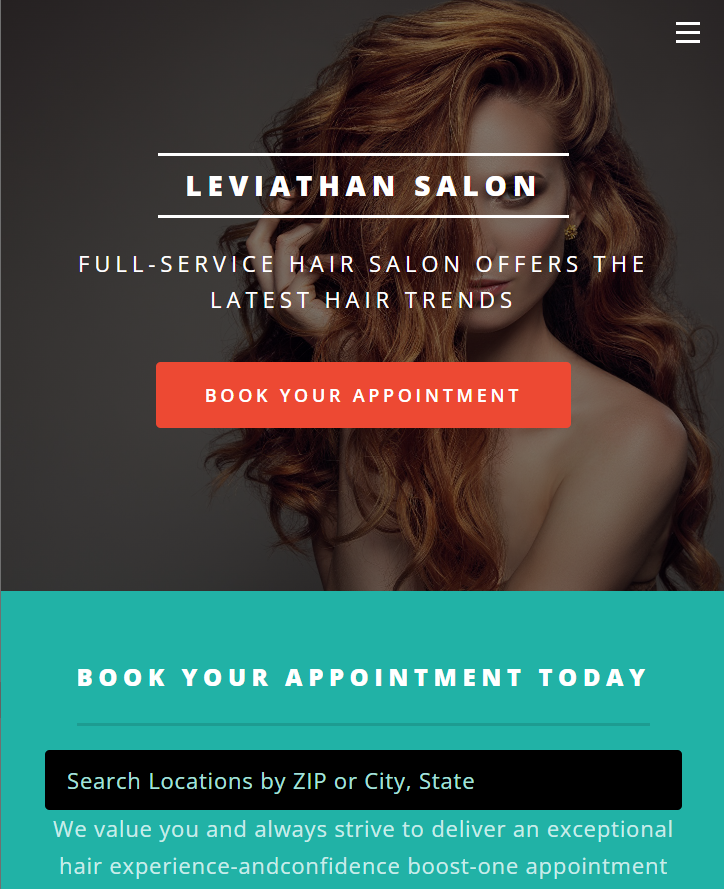 LEVIATHAN SALON
FULL-SERVICE HAIR SALON OFFERS THE
LATEST HAIR TRENDS
BOOK YOUR APPOINTMENT
BOOK YOUR APPOINTMENT TODAY
Search Locations by ZIP or City, State
We value you and always strive to deliver an exceptional
hair experience-andconfidence boost-one appointment